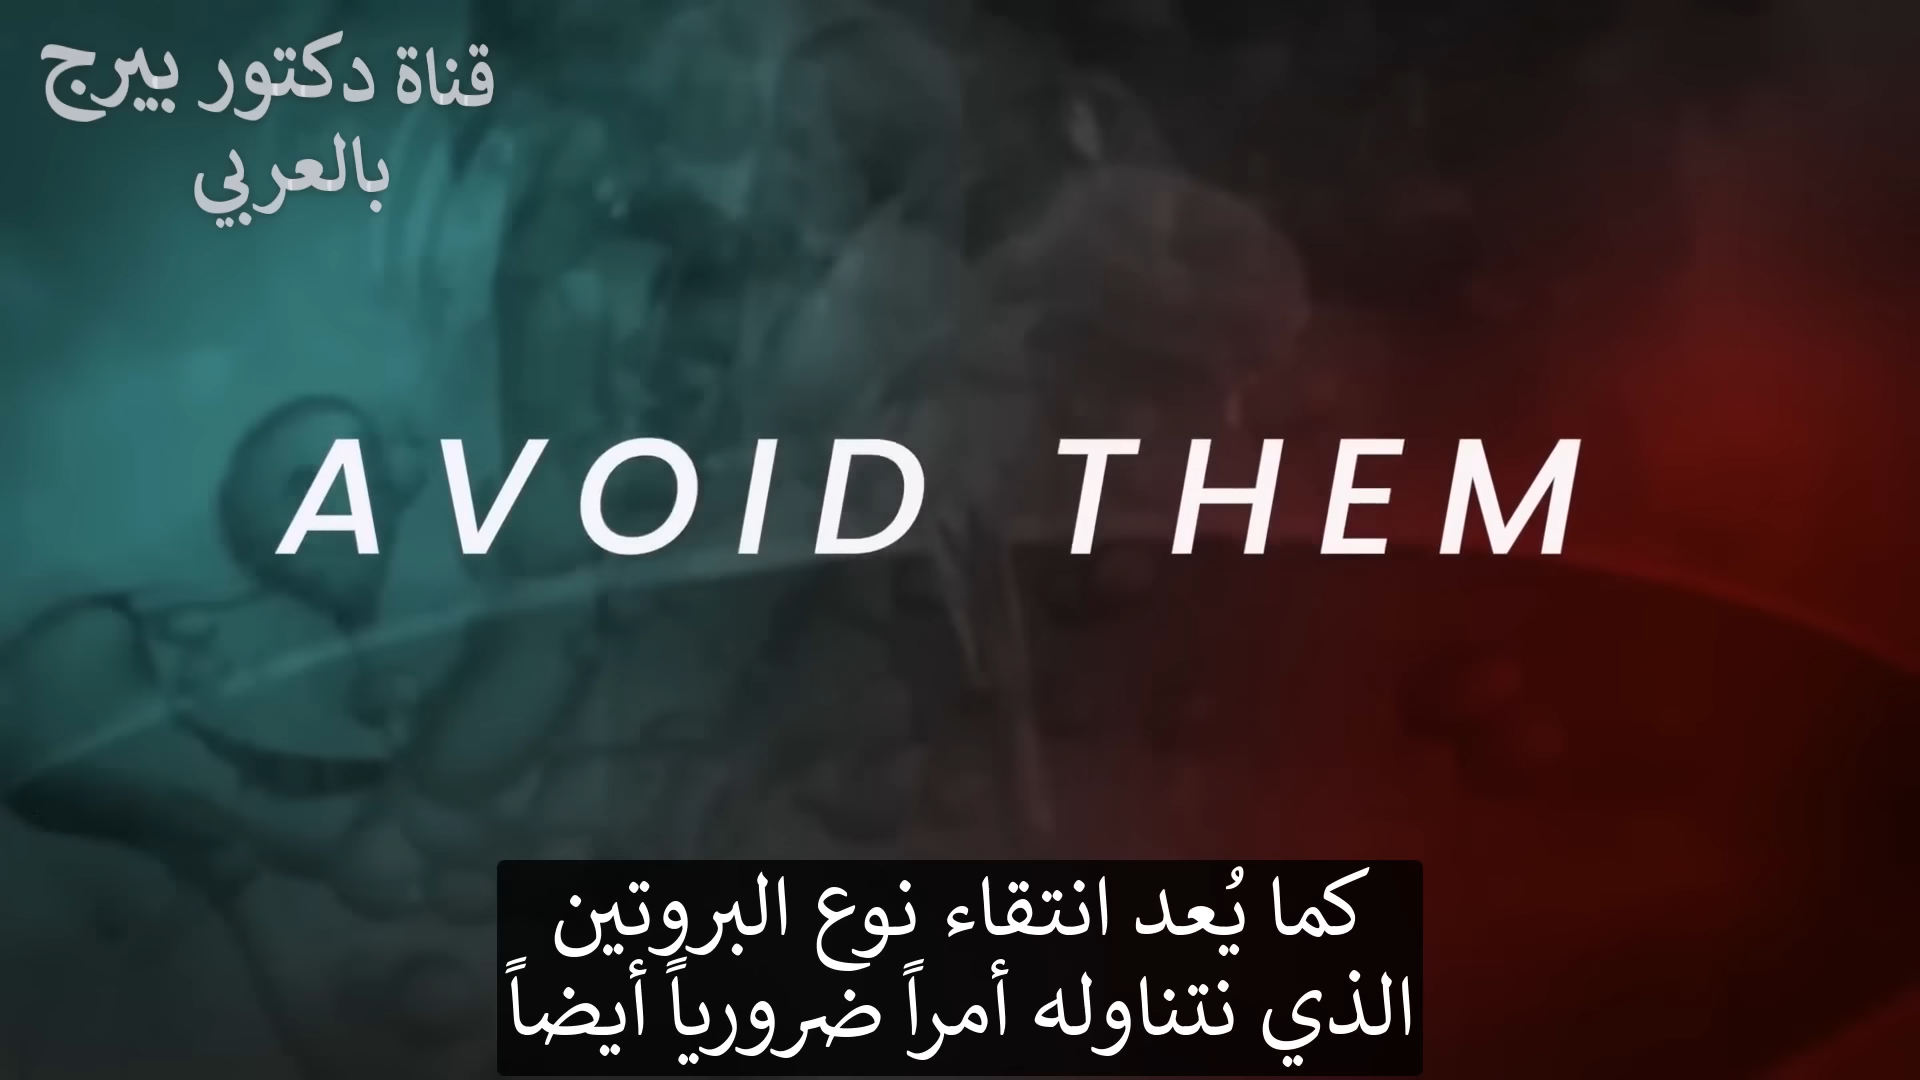 قناة دكتور بيرج
بالعربي
AVOID THEM
كما يُعد انتقاء نوع البروتين
الذي نتناوله أمراً ضرورياً أيضاً